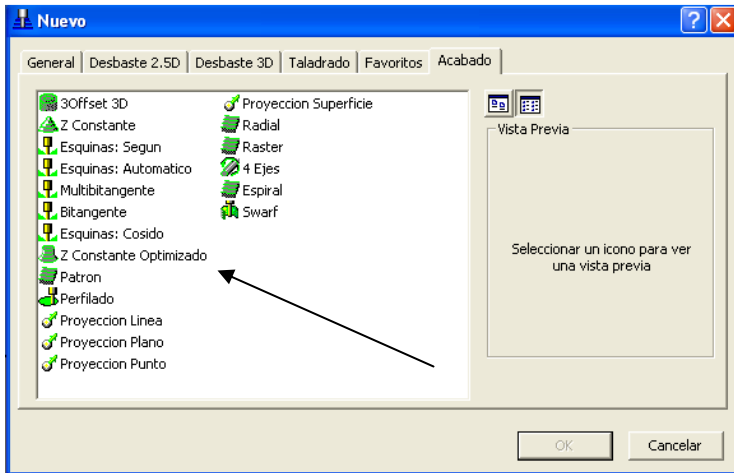 Nuevo
General Desbaste 2.5D Desbaste 3D Taladrado Favoritos Acabado
3Offset 3D
Z Constante
Esquinas: Segun
Esquinas: Automatico
Multibitangente
Bitangente
Esquinas: Cosido
Z Constante Optimizado
Patron
Perfilado
Proyeccion Linea
Proyeccion Plano
Proyeccion Punto
Proyeccion Superficie
Radial
Raster
4 Ejes
Espiral
Swarf
Vista Previa
Seleccionar un icono para ver
una vista previa
OK Cancelar